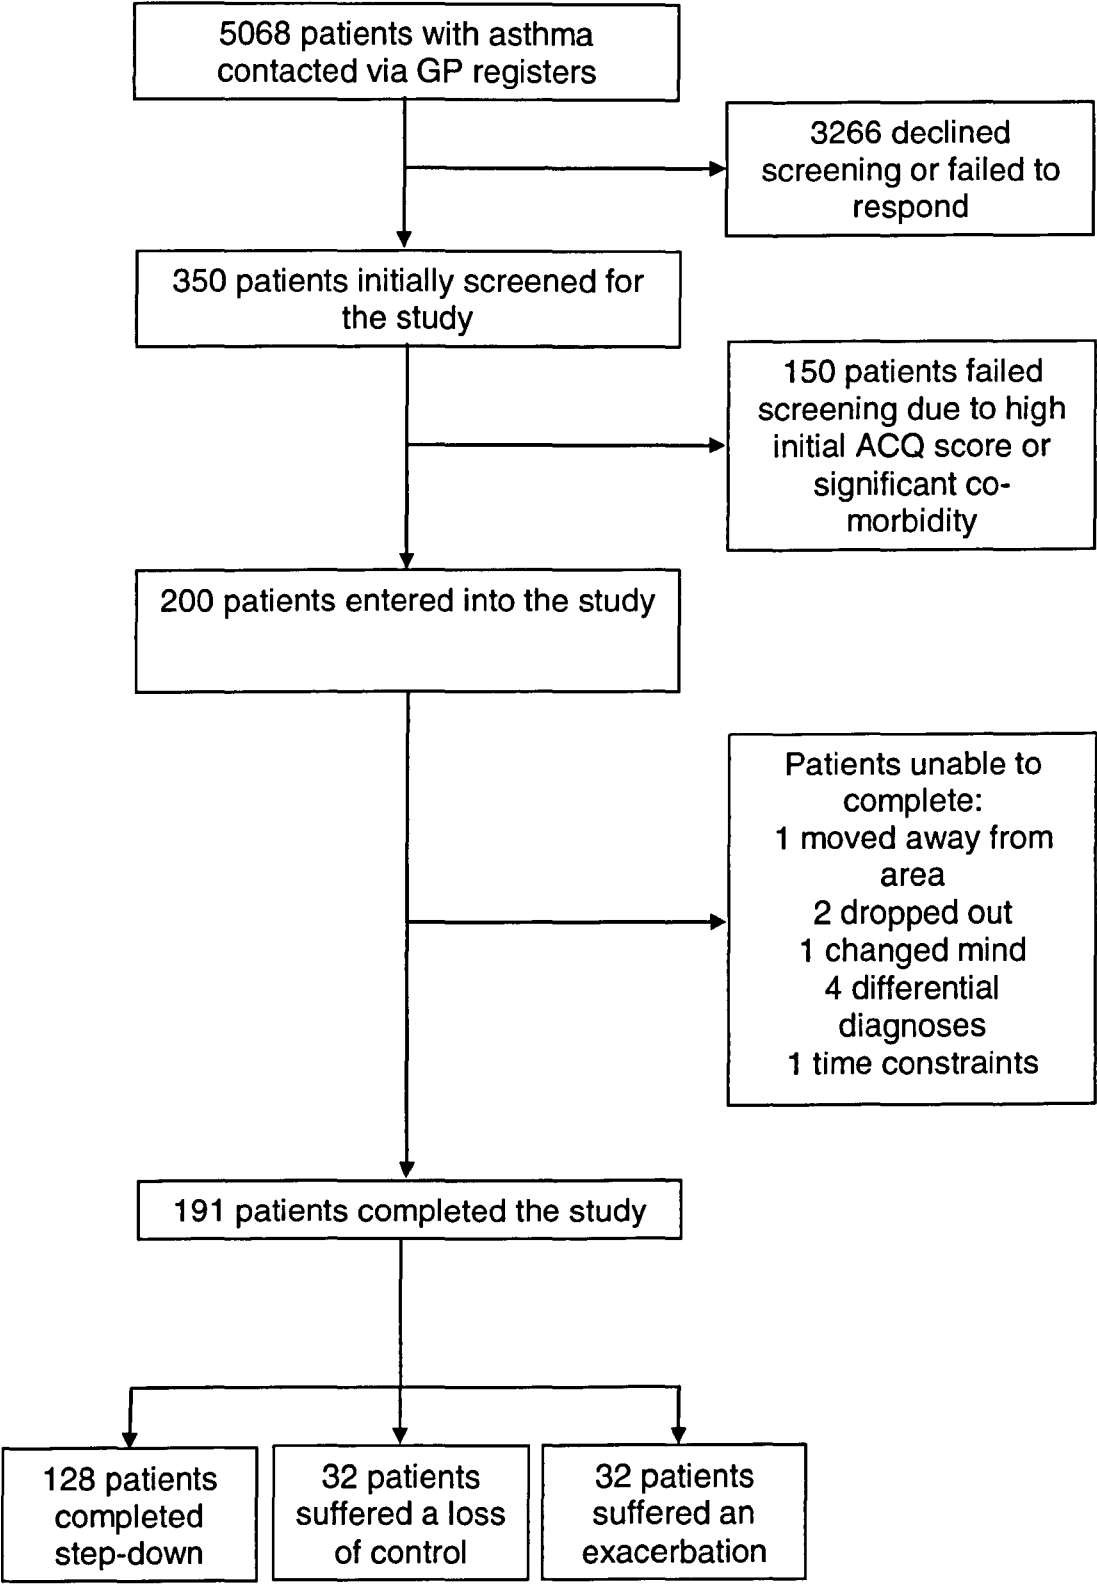 5068 patients with asthma
contacted via GP registers
3266 declined
screening or failed to
respond
350 patients initially screened for
the study
150 patients failed
screening due to high
initial ACQ score or
significant co-
morbidity
200 patients entered into the study
Patients unable to
complete:
1 moved away from
area
2 dropped out
1 changed mind
4 differential
diagnoses
1 time constraints
191 patients completed the study
128 patients
completed
step-down
32 patients
suffered a loss
of control
32 patients
suffered an
exacerbation